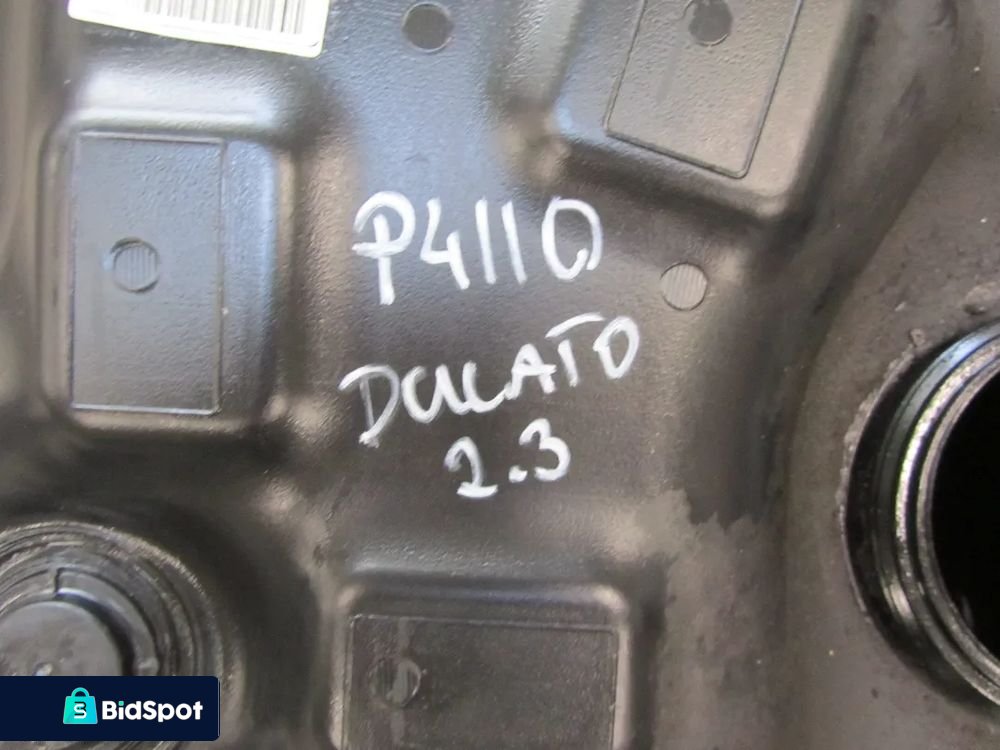 P4110
DUCATO
2.3
BidSpot